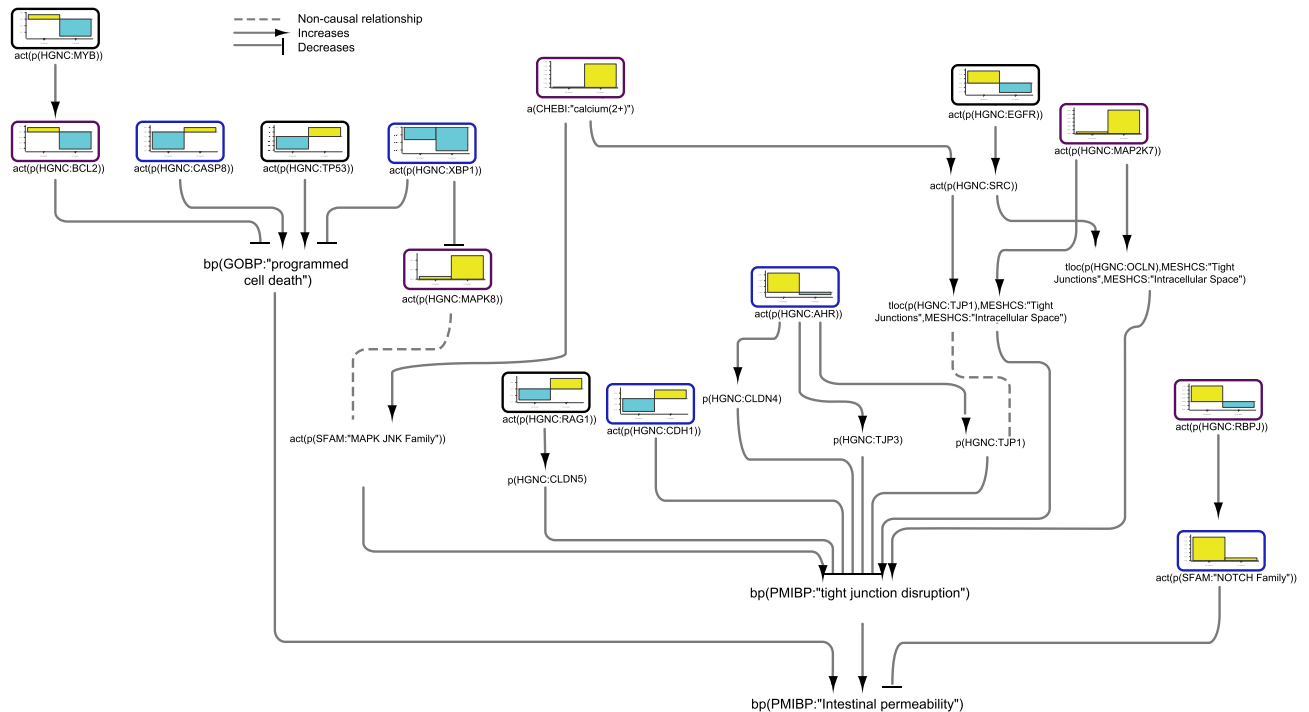 Non-causal relationship
Increases
Decreases
act(p(HGNC:MYB))
a(CHEBI:"calcium(2+)")
act(p(HGNC:EGFR))
act(p(HGNC:MAP2K7))
act(p(HGNC:BCL2))
act(p(HGNC:CASP8))
act(p(HGNC:TP53))
act(p(HGNC:XBP1))
act(p(HGNC:SRC))
bp(GOBP:"programmed
cell death")
tloc(p(HGNC:OCLN),MESHCS:"Tight
Junctions",MESHCS:"Intracellular Space")
act(p(HGNC:MAPK8))
act(p(HGNC:AHR))
tloc(p(HGNC:TJP1),MESHCS:"Tight
Junctions",MESHCS:"Intracellular Space")
p(HGNC:CLDN4)
act(p(HGNC:RAG1))
act(p(HGNC:CDH1))
act(p(HGNC:RBPJ))
act(p(SFAM:"MAPK JNK Family"))
p(HGNC:TJP3)
p(HGNC:TJP1)
p(HGNC:CLDN5)
act(p(SFAM:"NOTCH Family"))
bp(PMIBP:"tight junction disruption")
bp(PMIBP:"Intestinal permeability")